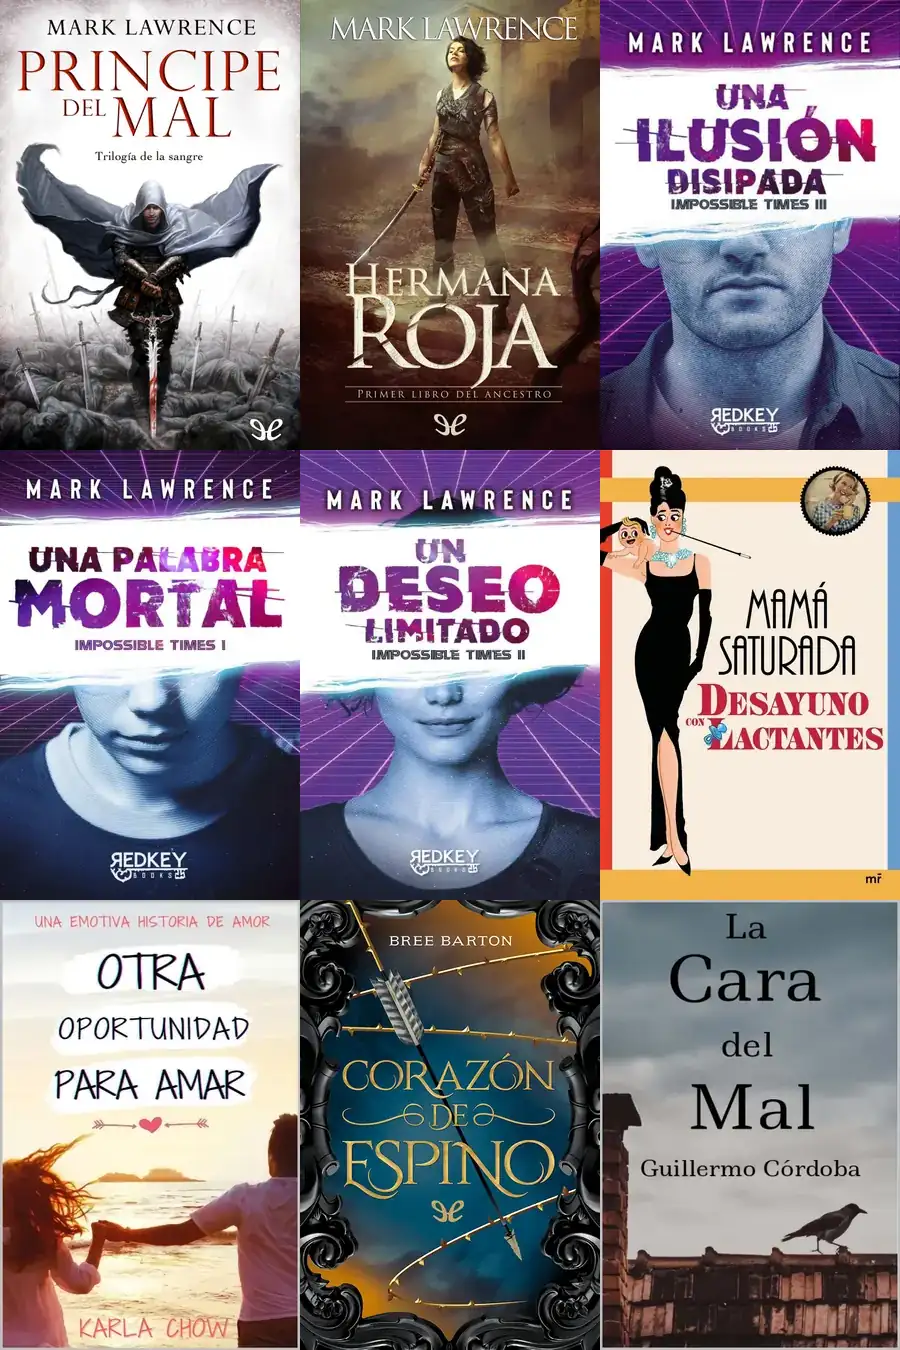 MARK LAWRENCE
PRINCIPE
DEL MAL
Trilogía de la sangre
MARK LAWRENCE
HERMANA
ROJA
PRIMER LIBRO DEL ANCESTRO
MARK LAWRENCE
UNA
ILUSIÓN
DISIPADA
IMPOSSIBLE TIMES III
REDKEY
BOOKS
MARK LAWRENCE
UNA PALABRA
MORTAL
IMPOSSIBLE TIMES I
REDKEY
BOOKS
MARK LAWRENCE
UN
DESEO
LIMITADO
IMPOSSIBLE TIMES II
REDKEY
BOOKS
MAMÁ
SATURADA
DESAYUNO
CON LACTANTES
mr
UNA EMOTIVA HISTORIA DE AMOR
OTRA
OPORTUNIDAD
PARA AMAR
KARLA CHOW
BREE BARTON
CORAZÓN
DE
ESPINO
La
Cara
del
Mal
Guillermo Córdoba